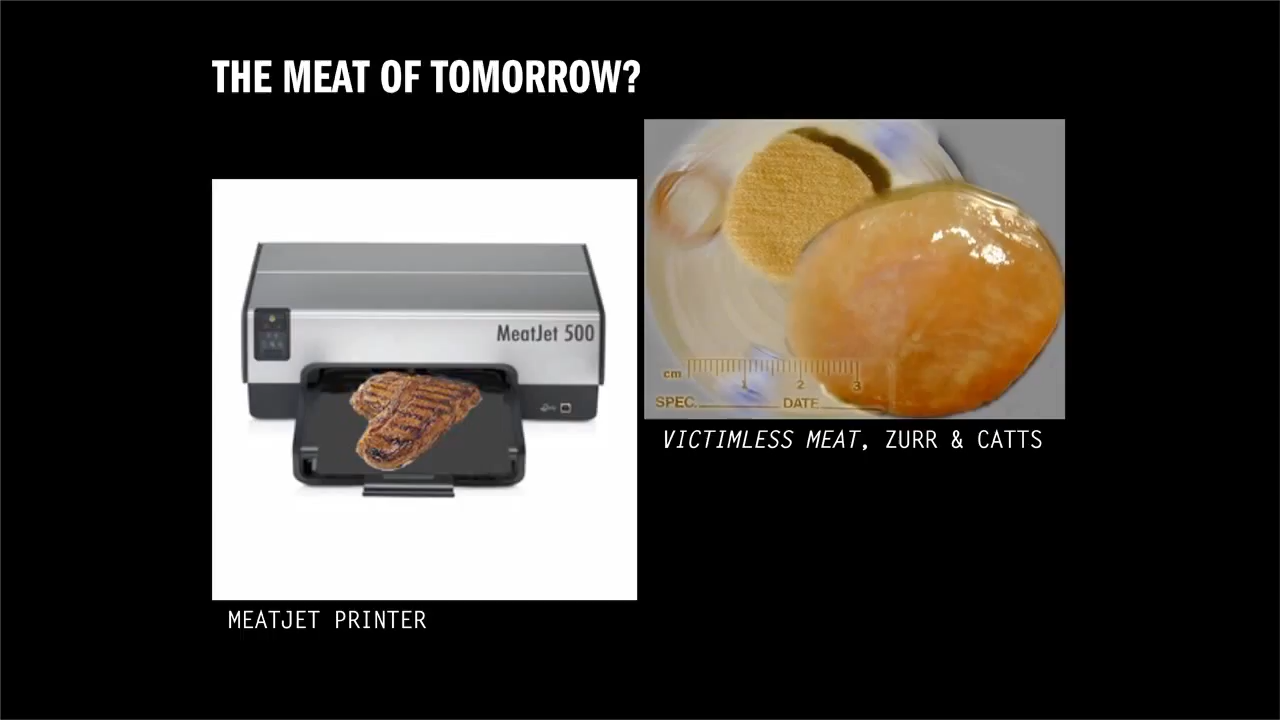 THE MEAT OF TOMORROW?
MeatJet 500
cm
1 2 3
SPEC. DATE
VICTIMLESS MEAT, ZURR & CATTS
MEATJET PRINTER